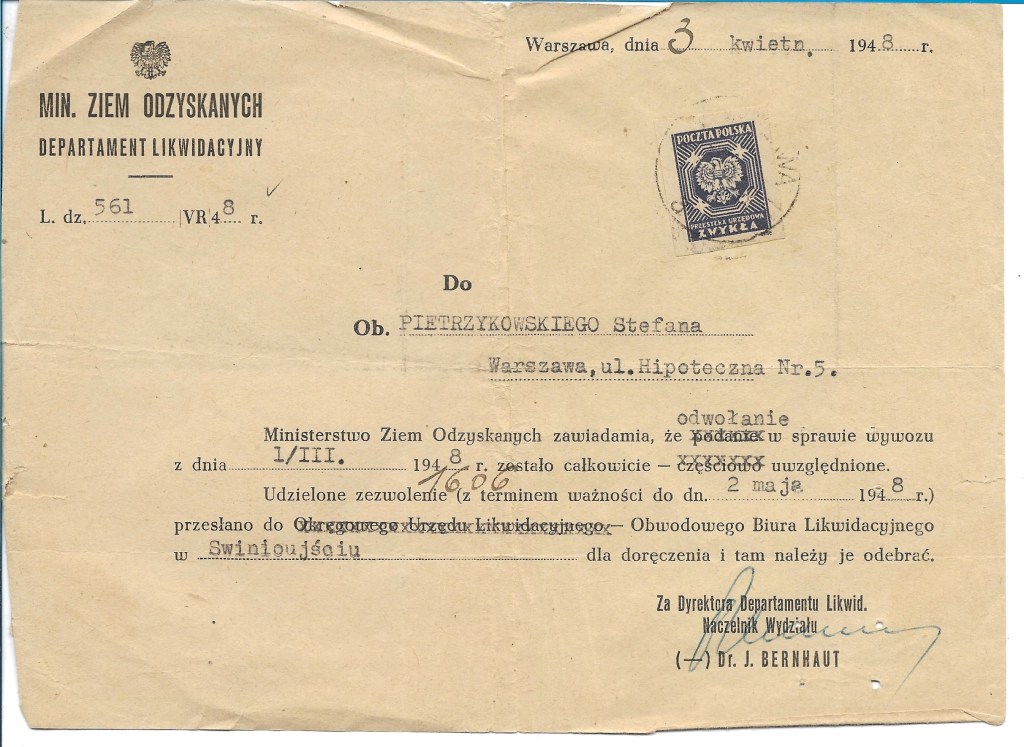 Warszawa, dnia 3 kwietn. 1948 r.
MIN. ZIEM ODZYSKANYCH
DEPARTAMENT LIKWIDACYJNY
L. dz. 561 |VR|48 r.
POCZTA POLSKA
PRZESYŁKA URZĘDOWA
ZWYKŁA
Do
Ob. PIETRZYKOWSKIEGO Stefana
Warszawa, ul. Hipoteczna Nr. 5.
odwołanie
Ministerstwo Ziem Odzyskanych zawiadamia, że podanie w sprawie wywozu
z dnia 1/III. 1948 r. zostało całkowicie — częściowo uwzględnione.
1606
Udzielone zezwolenie (z terminem ważności do dn. 2 maja 1948 r.)
przesłano do Okręgowego Urzędu Likwidacyjnego — Obwodowego Biura Likwidacyjnego
w Swinioujściu dla doręczenia i tam należy je odebrać.
Za Dyrektora Departamentu Likwid.
Naczelnik Wydziału
(—) Dr. J. BERNHAUT